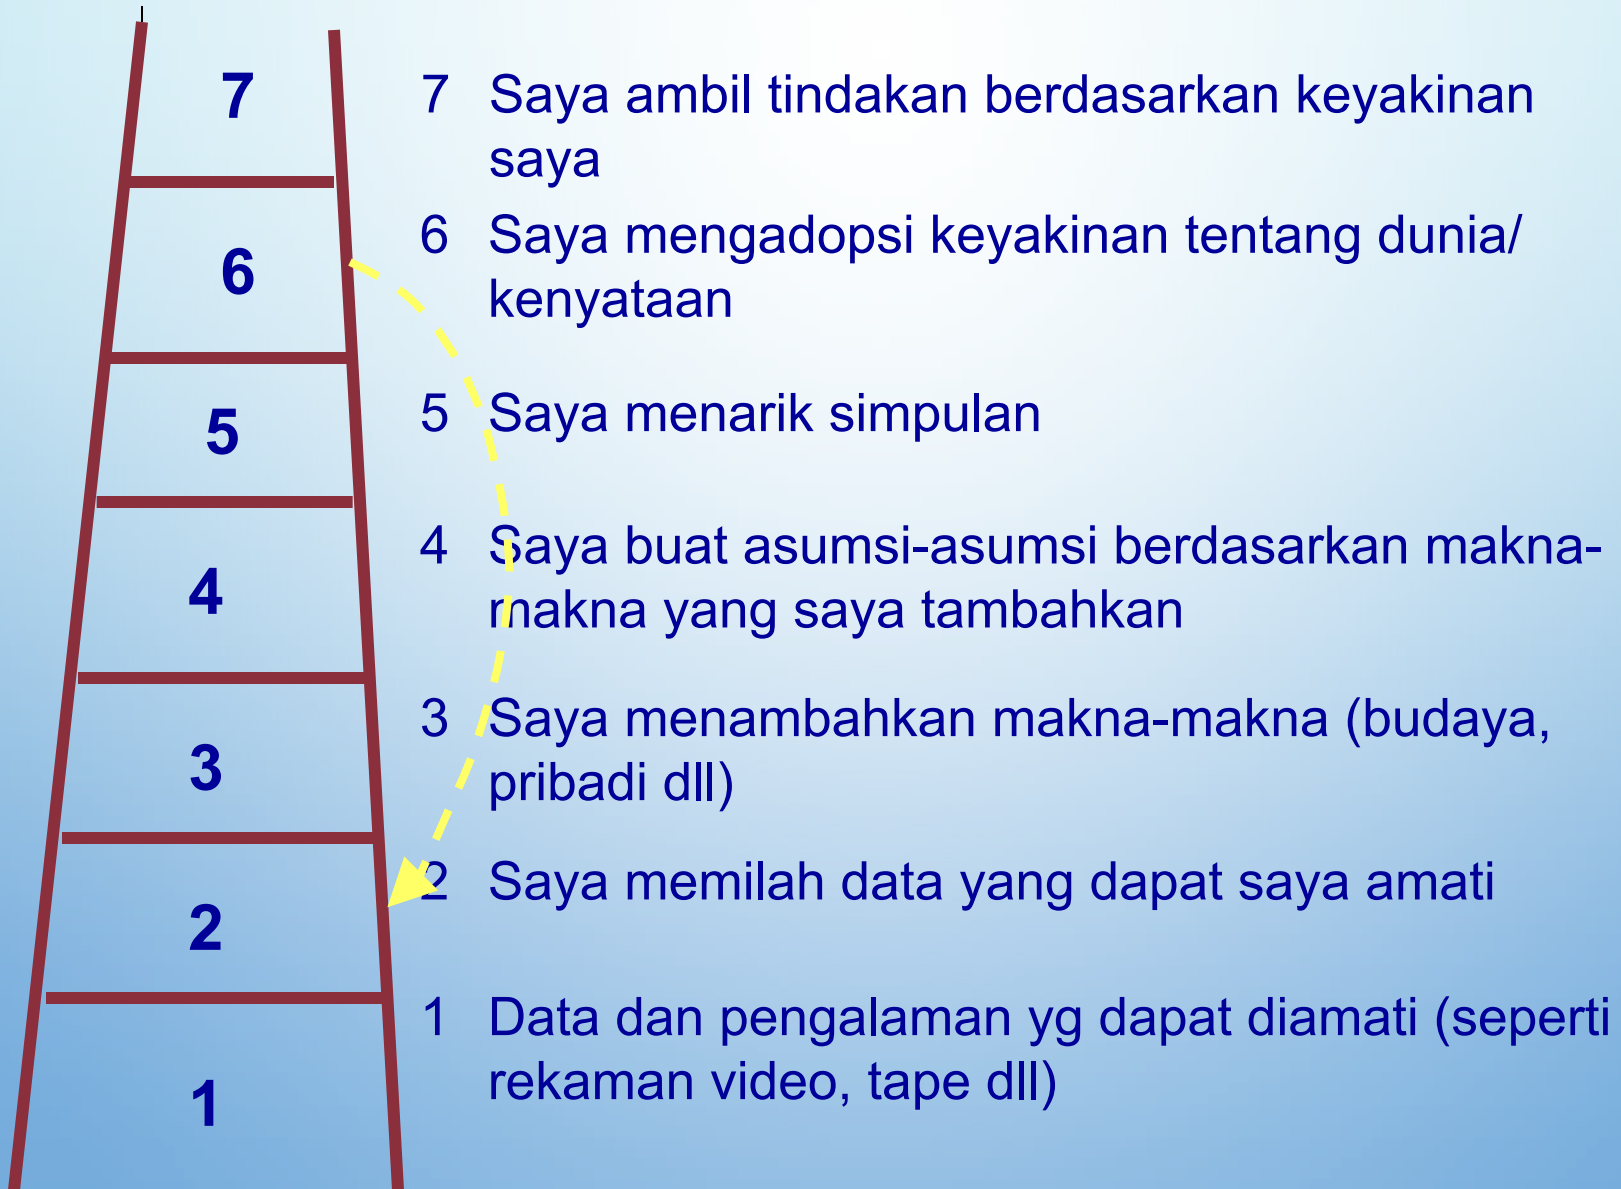 7
7 Saya ambil tindakan berdasarkan keyakinan
saya
6
6 Saya mengadopsi keyakinan tentang dunia/
kenyataan
5
5 Saya menarik simpulan
4
4 Saya buat asumsi-asumsi berdasarkan makna-
makna yang saya tambahkan
3
3 Saya menambahkan makna-makna (budaya,
pribadi dll)
2
2 Saya memilah data yang dapat saya amati
1
1 Data dan pengalaman yg dapat diamati (seperti
rekaman video, tape dll)